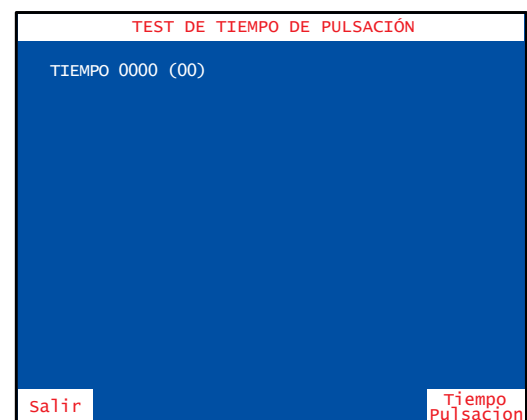 TEST DE TIEMPO DE PULSACIÓN
TIEMPO 0000 (00)
Salir
Tiempo
Pulsacion